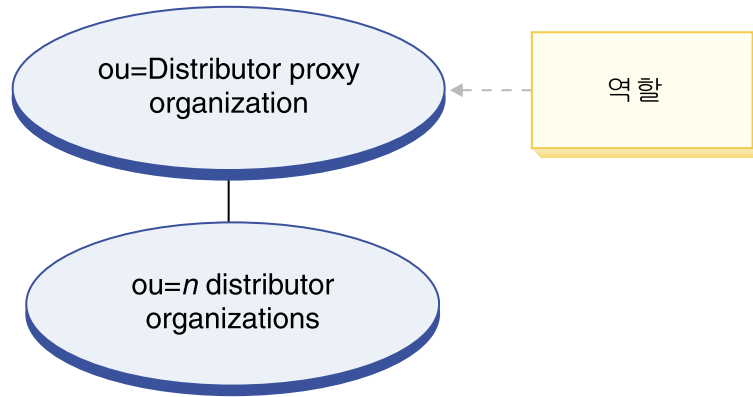 ou=Distributor proxy
organization
역할
ou=n distributor
organizations